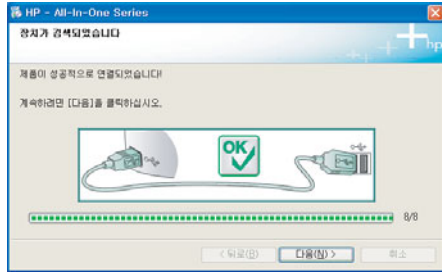 HP - All-In-One Series
장치가 검색되었습니다
hp
제품이 성공적으로 연결되었습니다!
계속하려면 [다음]을 클릭하십시오.
OK
8/8
< 뒤로(B)
다음(N) >
취소